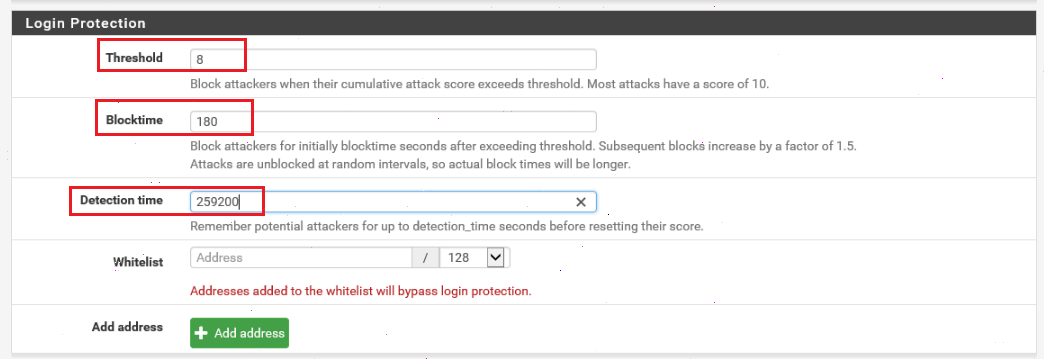 Login Protection
Threshold
8
Block attackers when their cumulative attack score exceeds threshold. Most attacks have a score of 10.
Blocktime
180
Block attackers for initially blocktime seconds after exceeding threshold. Subsequent blocks increase by a factor of 1.5.
Attacks are unblocked at random intervals, so actual block times will be longer.
Detection time
259200
Remember potential attackers for up to detection_time seconds before resetting their score.
Whitelist
Address
/
128
Addresses added to the whitelist will bypass login protection.
Add address
Add address